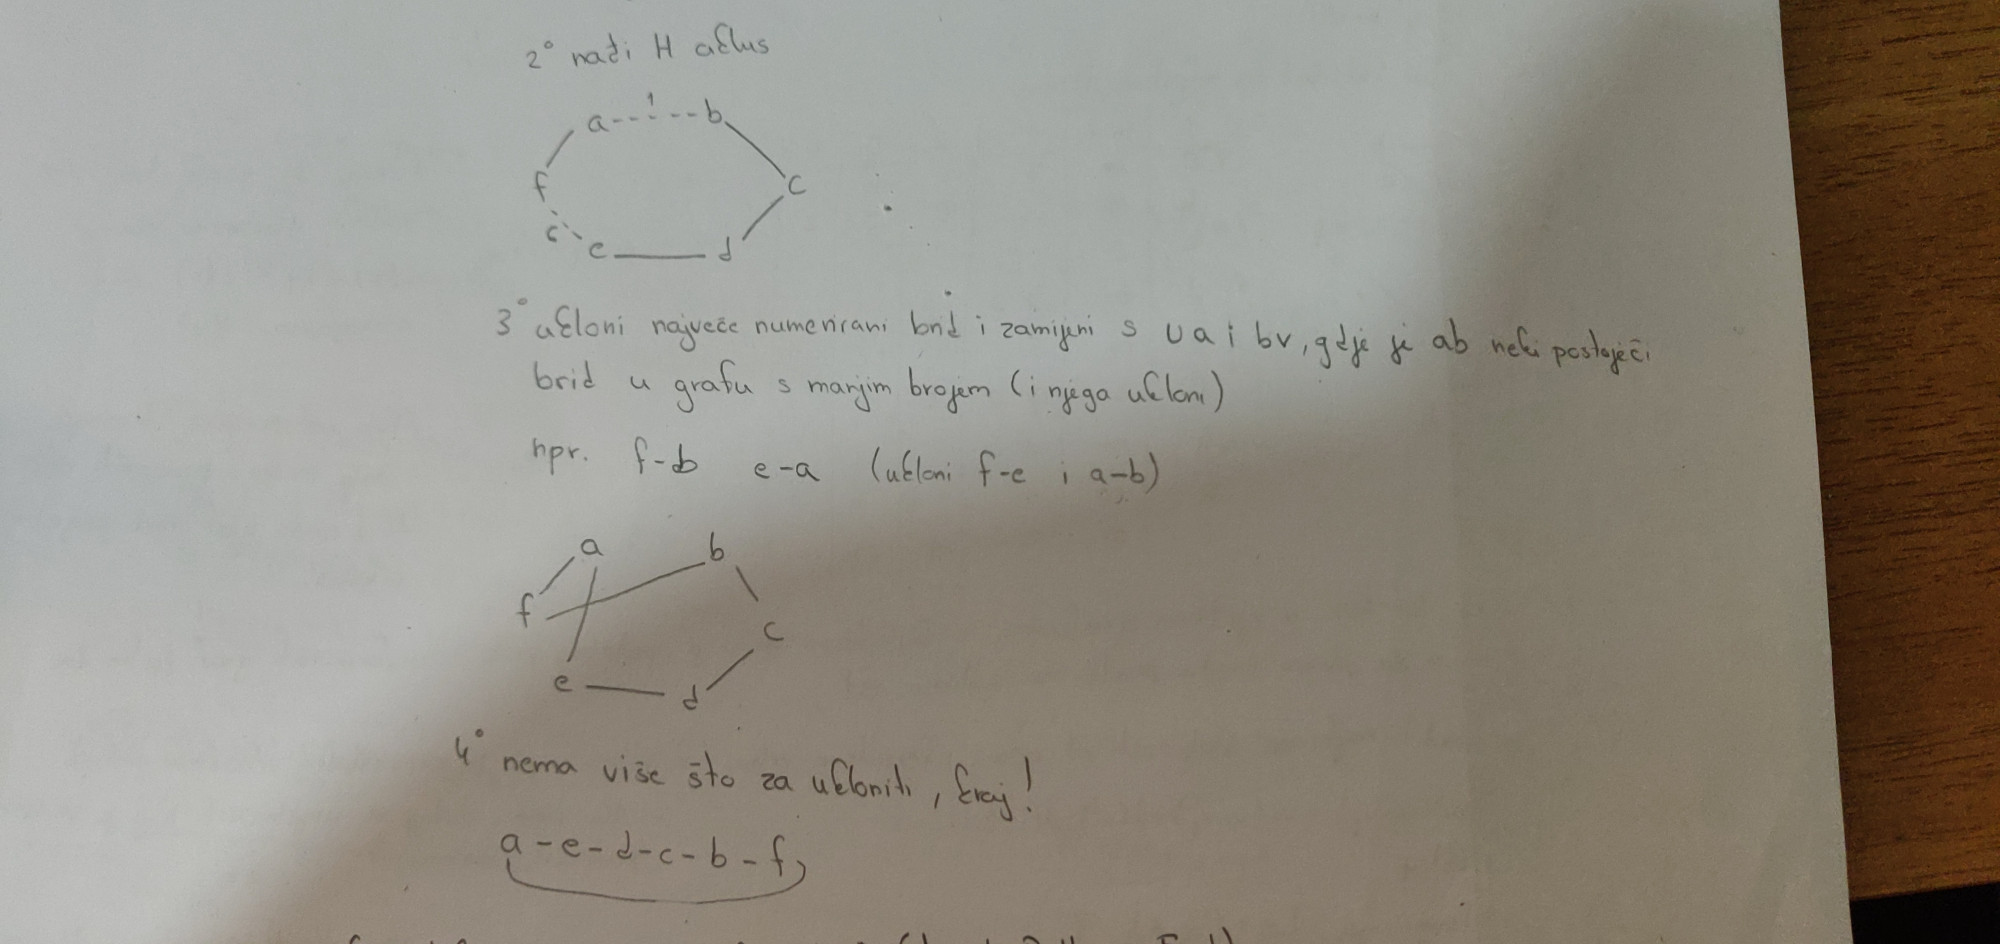 2° nađi H ciklus
a 1 b
f c
6 e d
3° ukloni najveće numerirani brid i zamijeni s ua i bv, gdje je ab neki postojeći
brid u grafu s manjim brojem (i njega ukloni)
npr. f-b e-a (ukloni f-e i a-b)
a b
f c
e d
4° nema više što za ukloniti, kraj!
a-e-d-c-b-f